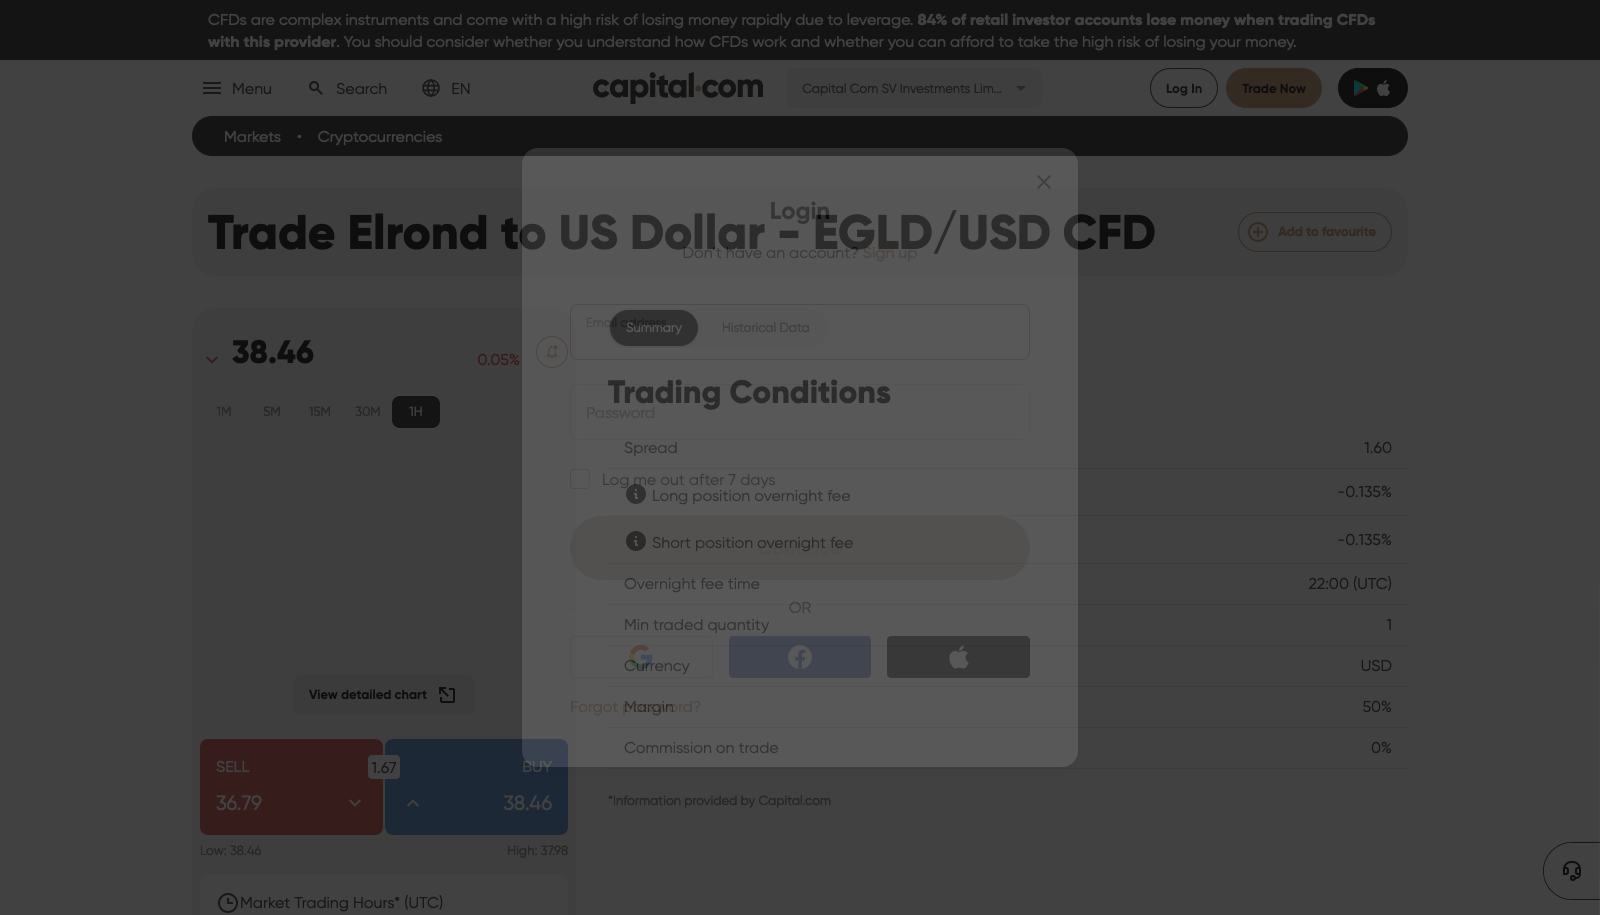 CFDs are complex instruments and come with a high risk of losing money rapidly due to leverage. 84% of retail investor accounts lose money when trading CFDs
with this provider. You should consider whether you understand how CFDs work and whether you can afford to take the high risk of losing your money.
Menu
Search
EN
capital.com
Capital Com SV Investments Lim...
Log In
Trade Now
Markets • Cryptocurrencies
Login
Trade Elrond to US Dollar - EGLD/USD CFD
Add to favourite
Don't have an account? Sign up
Email address
Summary
Historical Data
38.46
0.05%
1M
5M
15M
30M
1H
Trading Conditions
Password
Spread 1.60
Log me out after 7 days
Long position overnight fee -0.135%
Short position overnight fee -0.135%
Overnight fee time 22:00 (UTC)
OR
Min traded quantity 1
Currency USD
Forgot password?
Margin 50%
Commission on trade 0%
View detailed chart
SELL
1.67
BUY
36.79
38.46
*Information provided by Capital.com
Low: 38.46
High: 37.98
Market Trading Hours* (UTC)